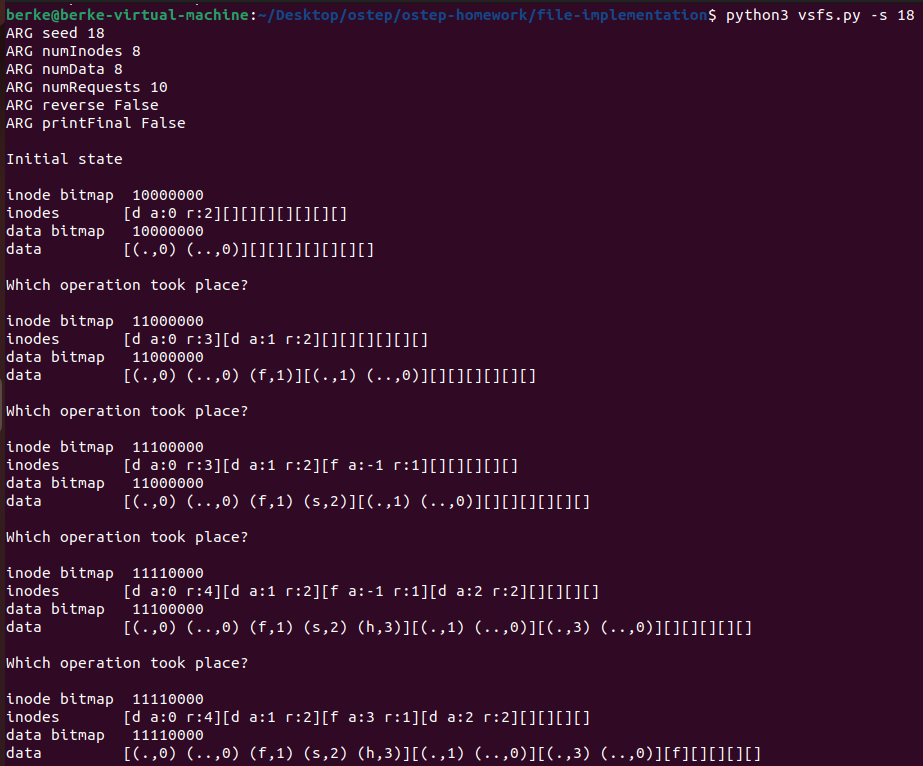 berke@berke-virtual-machine:~/Desktop/ostep/ostep-homework/file-implementation$ python3 vsfs.py -s 18
ARG seed 18
ARG numInodes 8
ARG numData 8
ARG numRequests 10
ARG reverse False
ARG printFinal False
Initial state
inode bitmap  10000000
inodes       [d a:0 r:2][][][][][][][]
data bitmap   10000000
data         [(.,0) (..,0)][][][][][][][]
Which operation took place?
inode bitmap  11000000
inodes       [d a:0 r:3][d a:1 r:2][][][][][][]
data bitmap   11000000
data         [(.,0) (..,0) (f,1)][(.,1) (..,0)][][][][][][]
Which operation took place?
inode bitmap  11100000
inodes       [d a:0 r:3][d a:1 r:2][f a:-1 r:1][][][][][]
data bitmap   11000000
data         [(.,0) (..,0) (f,1) (s,2)][(.,1) (..,0)][][][][][][]
Which operation took place?
inode bitmap  11110000
inodes       [d a:0 r:4][d a:1 r:2][f a:-1 r:1][d a:2 r:2][][][][]
data bitmap   11100000
data         [(.,0) (..,0) (f,1) (s,2) (h,3)][(.,1) (..,0)][(.,3) (..,0)][][][][][]
Which operation took place?
inode bitmap  11110000
inodes       [d a:0 r:4][d a:1 r:2][f a:3 r:1][d a:2 r:2][][][][]
data bitmap   11110000
data         [(.,0) (..,0) (f,1) (s,2) (h,3)][(.,1) (..,0)][(.,3) (..,0)][f][][][][]